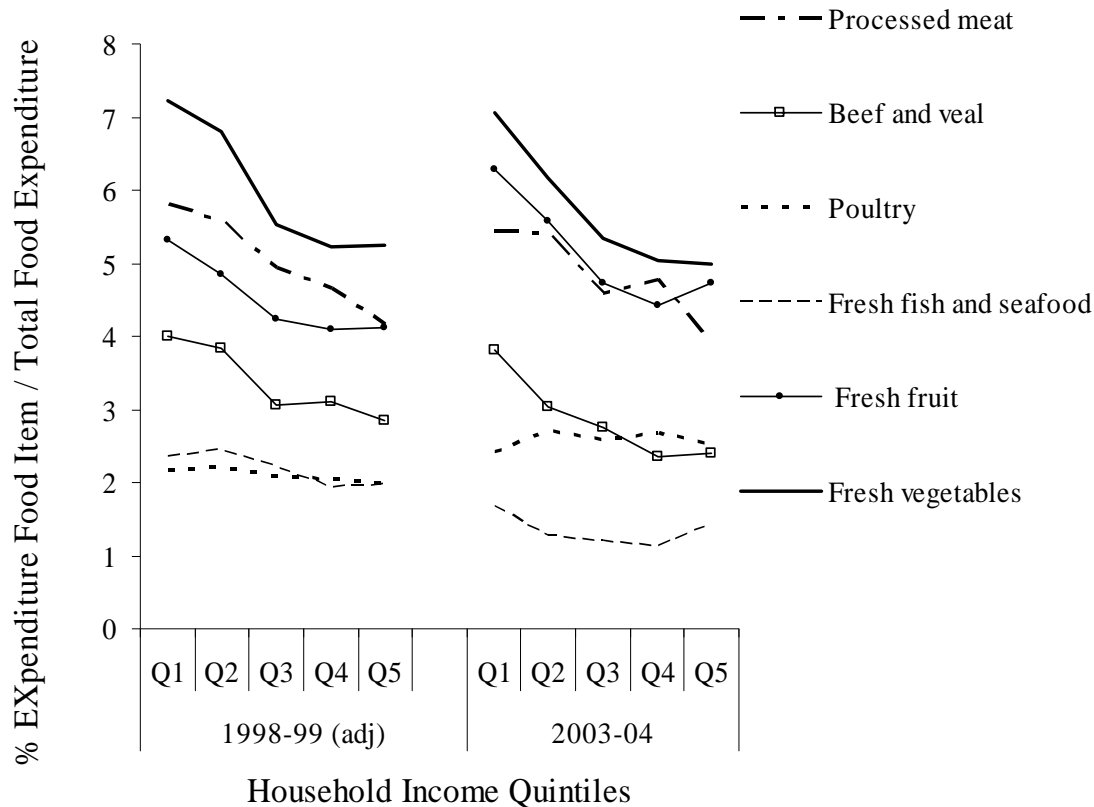 % EXpenditure Food Item / Total Food Expenditure
8
7
6
5
4
3
2
1
0
Q1 Q2 Q3 Q4 Q5 Q1 Q2 Q3 Q4 Q5
1998-99 (adj) 2003-04
Household Income Quintiles
Processed meat
Beef and veal
Poultry
Fresh fish and seafood
Fresh fruit
Fresh vegetables